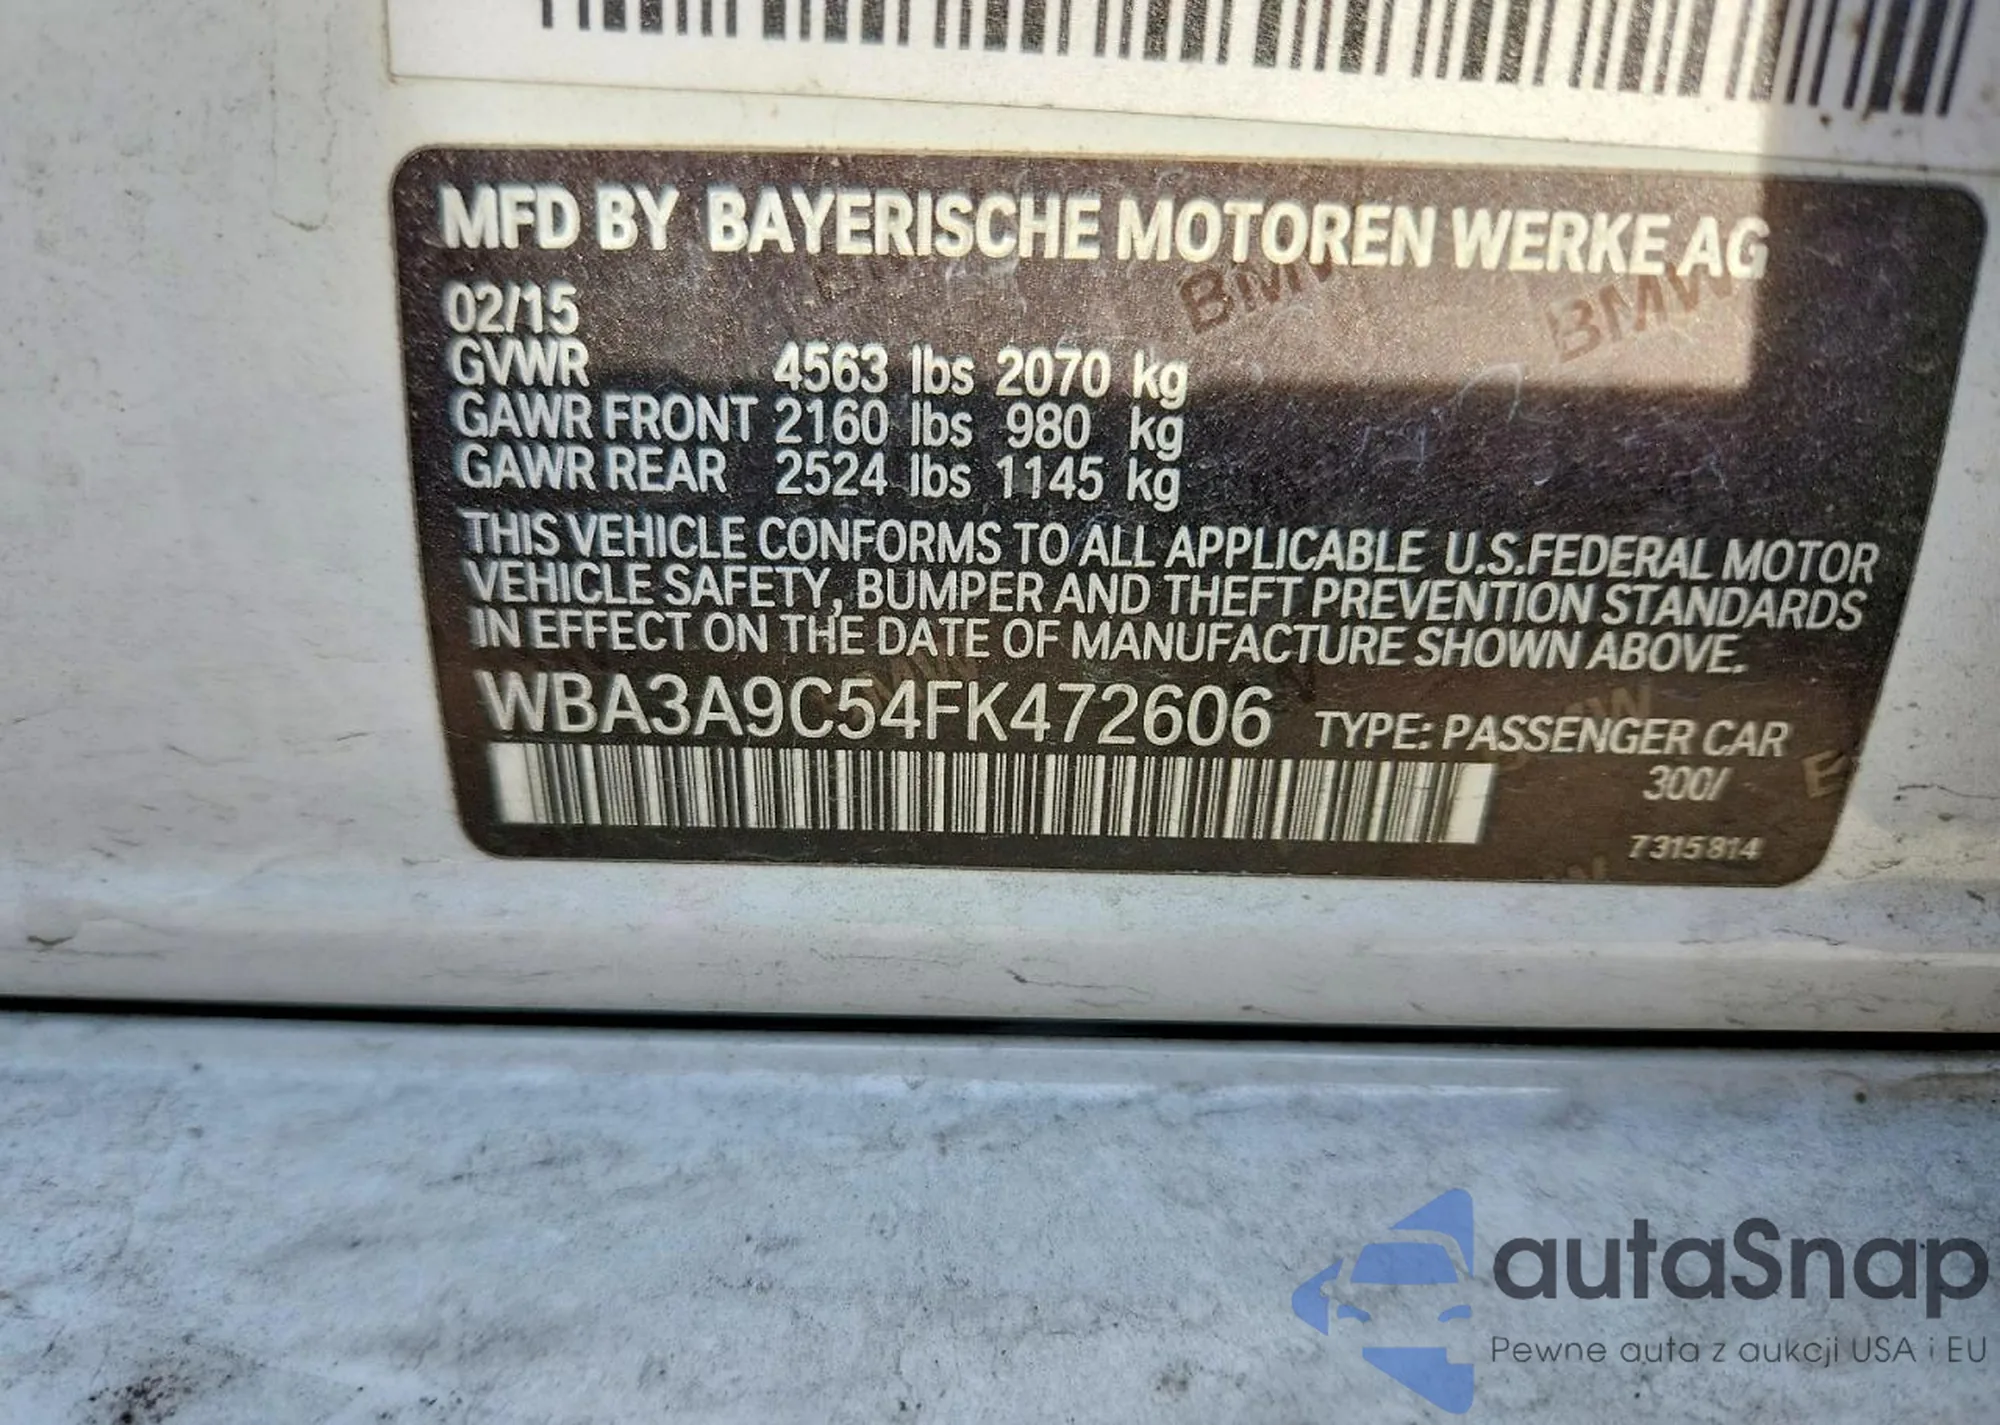 MFD BY BAYERISCHE MOTOREN WERKE AG
02/15
GVWR 4563 lbs 2070 kg
GAWR FRONT 2160 lbs 980 kg
GAWR REAR 2524 lbs 1145 kg
THIS VEHICLE CONFORMS TO ALL APPLICABLE U.S.FEDERAL MOTOR
VEHICLE SAFETY, BUMPER AND THEFT PREVENTION STANDARDS
IN EFFECT ON THE DATE OF MANUFACTURE SHOWN ABOVE.
WBA3A9C54FK472606 TYPE: PASSENGER CAR
300/
7315814
BMW BMW
autoSnap
Pewne auta z aukcji USA i EU